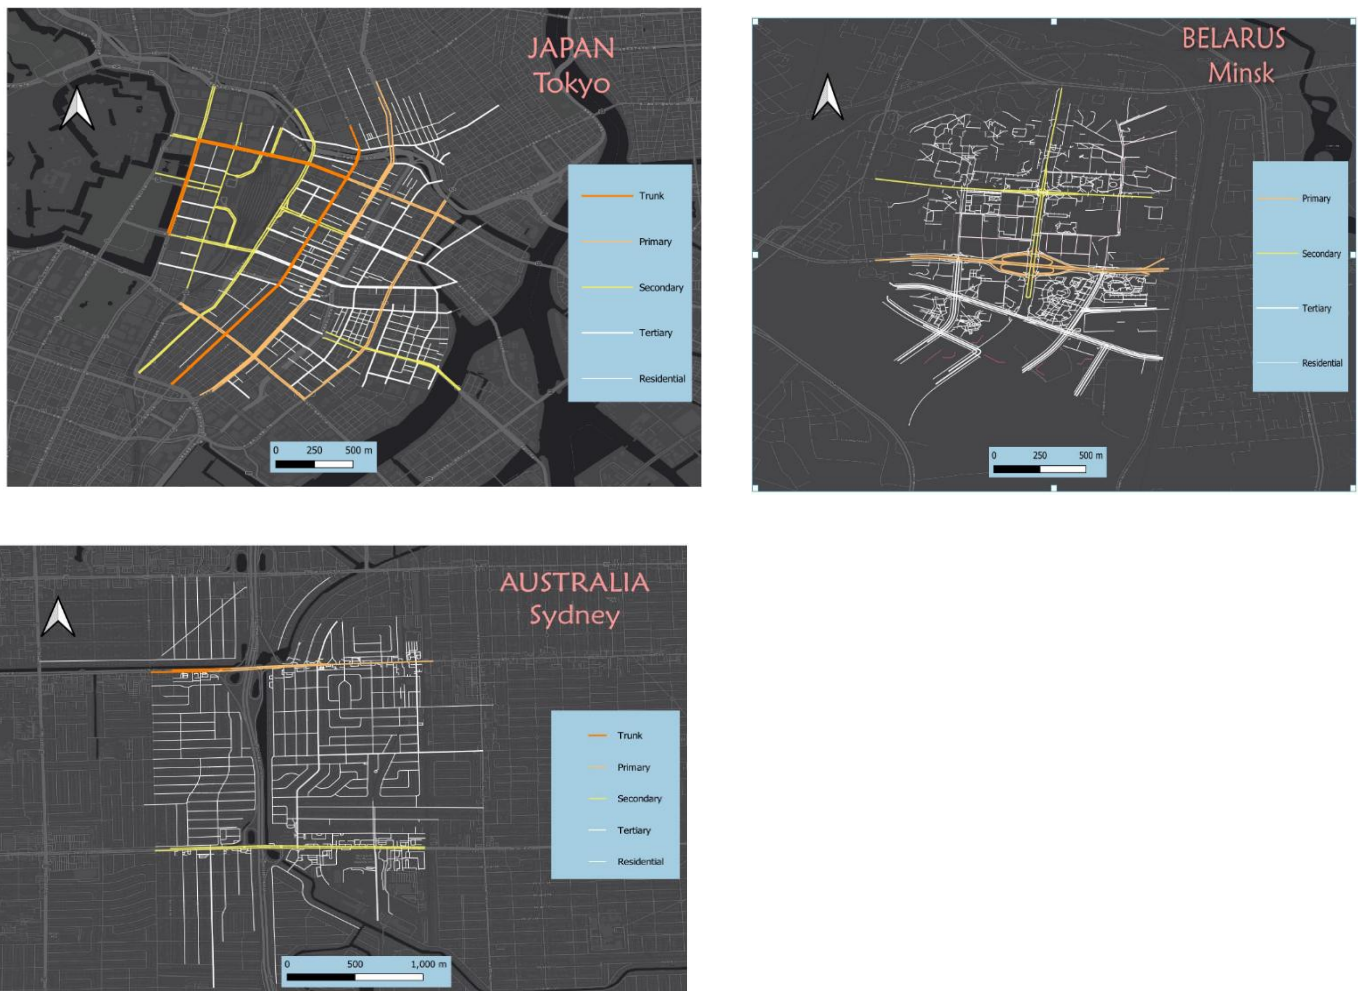 JAPAN
Tokyo
Trunk
Primary
Secondary
Tertiary
Residential
0 250 500 m
BELARUS
Minsk
Primary
Secondary
Tertiary
Residential
0 250 500 m
AUSTRALIA
Sydney
Trunk
Primary
Secondary
Tertiary
Residential
0 500 1,000 m